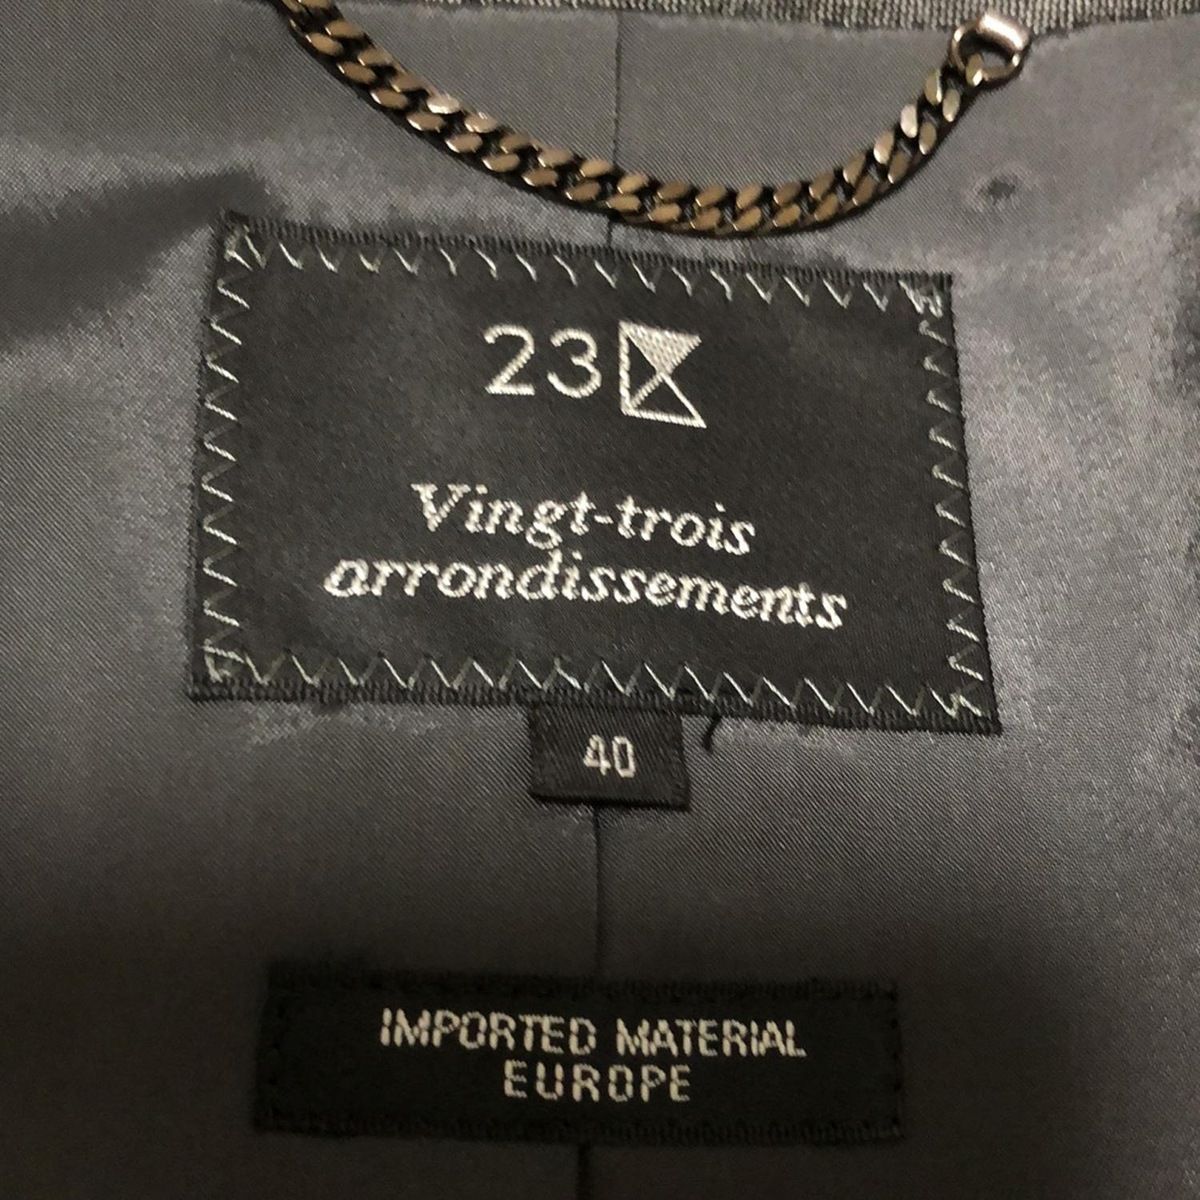 23
Vingt-trois
arrondissements
40
IMPORTED MATERIAL
EUROPE